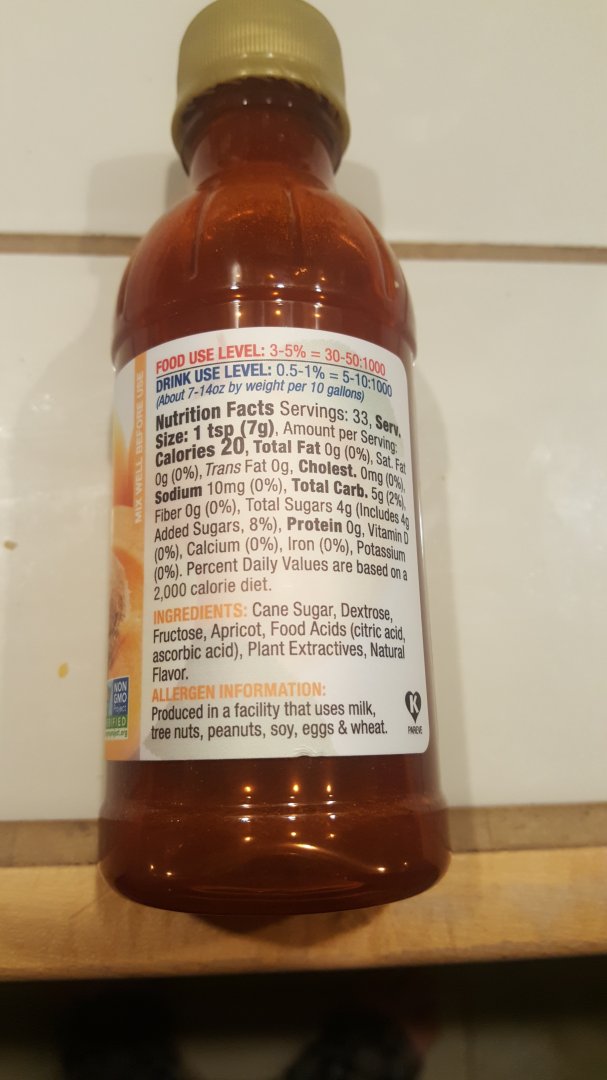 FOOD USE LEVEL: 3-5% = 30-50:1000
DRINK USE LEVEL: 0.5-1% = 5-10:1000
(About 7-14oz by weight per 10 gallons)
Nutrition Facts Servings: 33, Serv.
Size: 1 tsp (7g), Amount per Serving:
Calories 20, Total Fat 0g (0%), Sat. Fat
0g (0%), Trans Fat 0g, Cholest. 0mg (0%),
Sodium 10mg (0%), Total Carb. 5g (2%),
Fiber 0g (0%), Total Sugars 4g (Includes 4g
Added Sugars, 8%), Protein 0g, Vitamin D
(0%), Calcium (0%), Iron (0%), Potassium
(0%). Percent Daily Values are based on a
2,000 calorie diet.
INGREDIENTS: Cane Sugar, Dextrose,
Fructose, Apricot, Food Acids (citric acid,
ascorbic acid), Plant Extractives, Natural
Flavor.
ALLERGEN INFORMATION:
Produced in a facility that uses milk,
tree nuts, peanuts, soy, eggs & wheat.
K
PAREVE
MIX WELL BEFORE USE
NON
GMO
Project